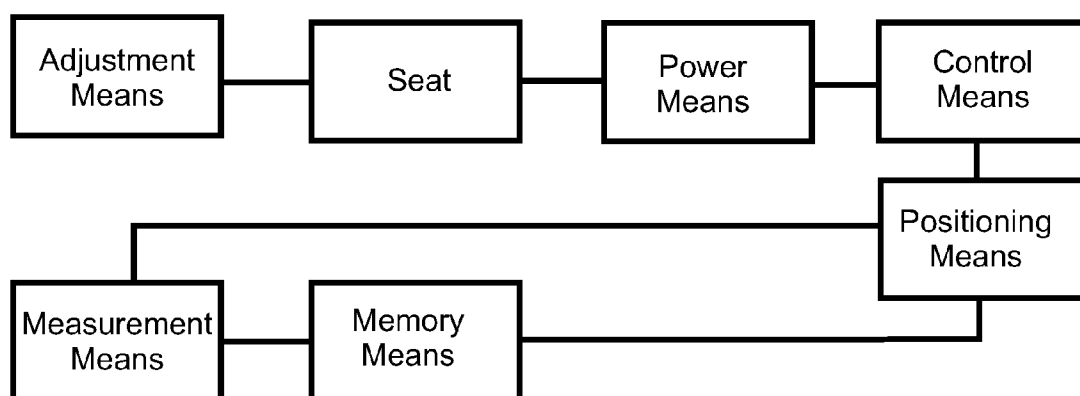 Adjustment
Means
Seat
Power
Means
Control
Means
Positioning
Means
Measurement
Means
Memory
Means